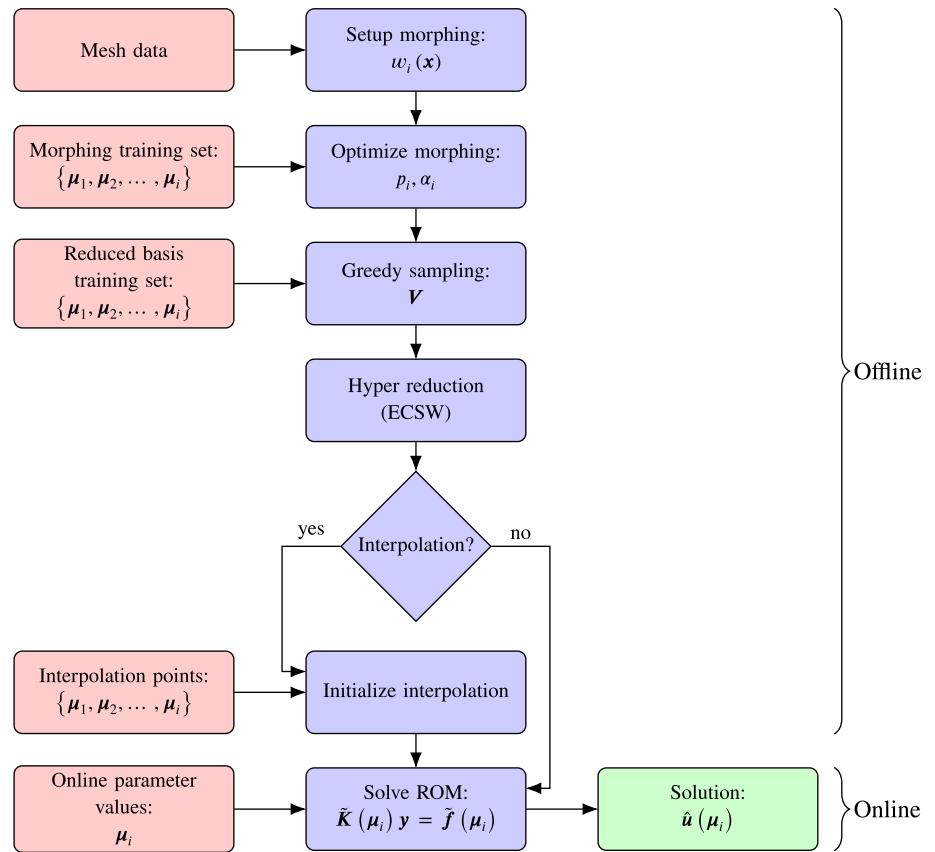 Mesh data
Setup morphing:
w_i (x)
Morphing training set:
{μ_1, μ_2, … , μ_i}
Optimize morphing:
p_i, α_i
Reduced basis
training set:
{μ_1, μ_2, … , μ_i}
Greedy sampling:
V
Hyper reduction
(ECSW)
Offline
yes
Interpolation?
no
Interpolation points:
{μ_1, μ_2, … , μ_i}
Initialize interpolation
Online parameter
values:
μ_i
Solve ROM:
K̃ (μ_i) y = f̃ (μ_i)
Solution:
û (μ_i)
Online